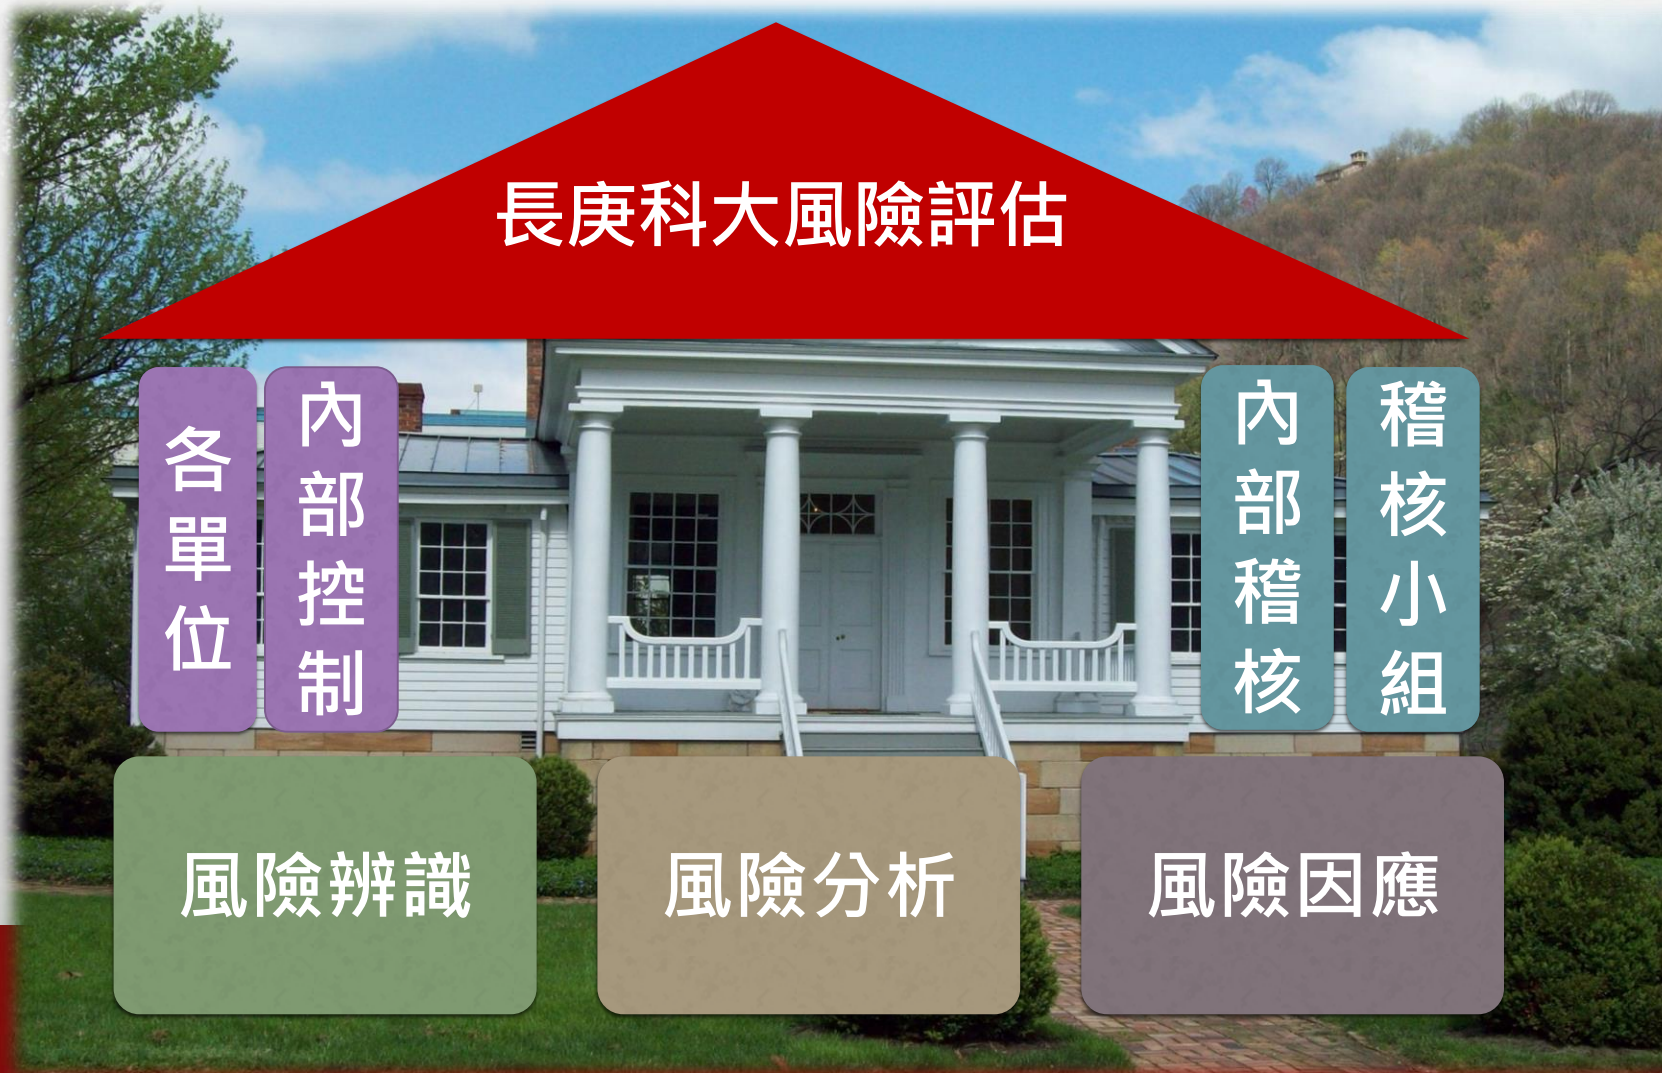 長庚科大風險評估
各單位
內部控制
內部稽核
稽核小組
風險辨識
風險分析
風險因應